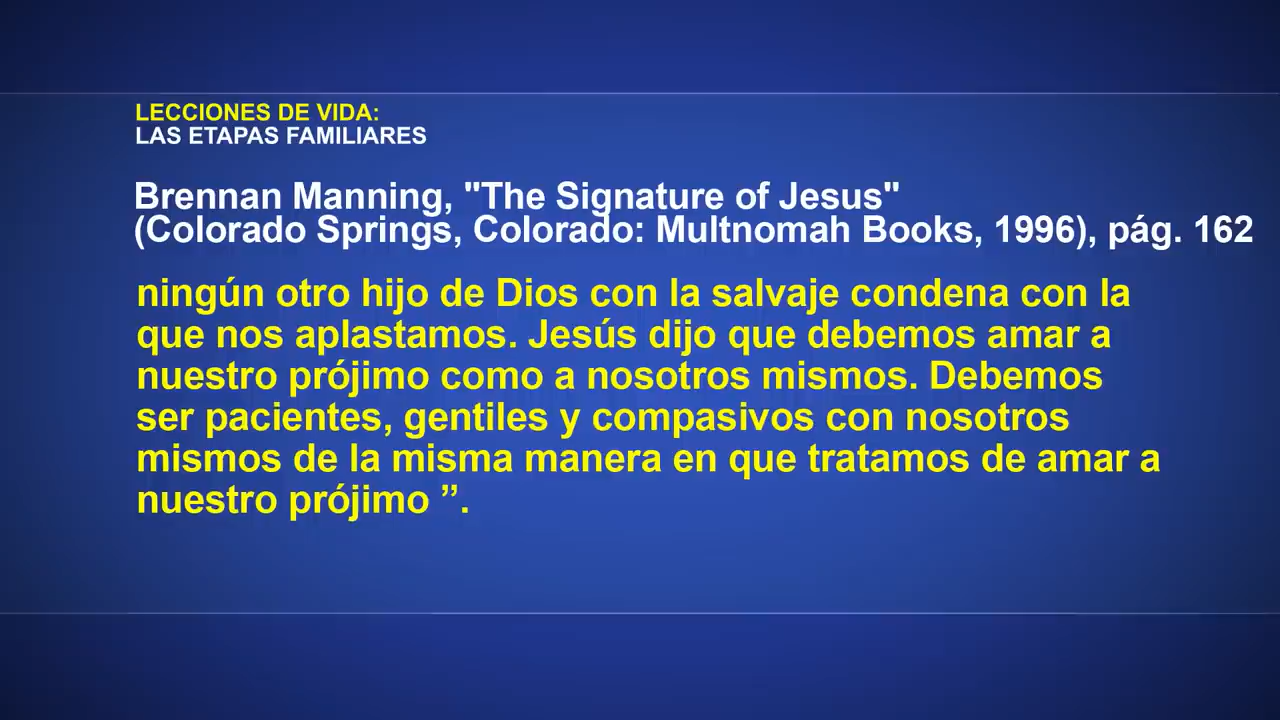 LECCIONES DE VIDA:
LAS ETAPAS FAMILIARES
Brennan Manning, "The Signature of Jesus"
(Colorado Springs, Colorado: Multnomah Books, 1996), pág. 162
ningún otro hijo de Dios con la salvaje condena con la
que nos aplastamos. Jesús dijo que debemos amar a
nuestro prójimo como a nosotros mismos. Debemos
ser pacientes, gentiles y compasivos con nosotros
mismos de la misma manera en que tratamos de amar a
nuestro prójimo ”.